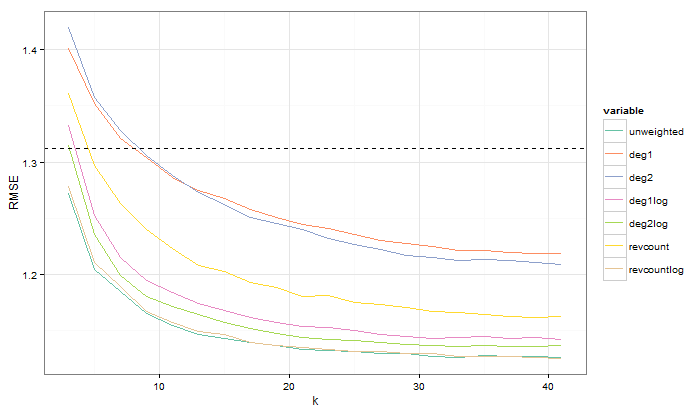 1.4
1.3
1.2
RMSE
10
20
30
40
k
variable
unweighted
deg1
deg2
deg1log
deg2log
revcount
revcountlog